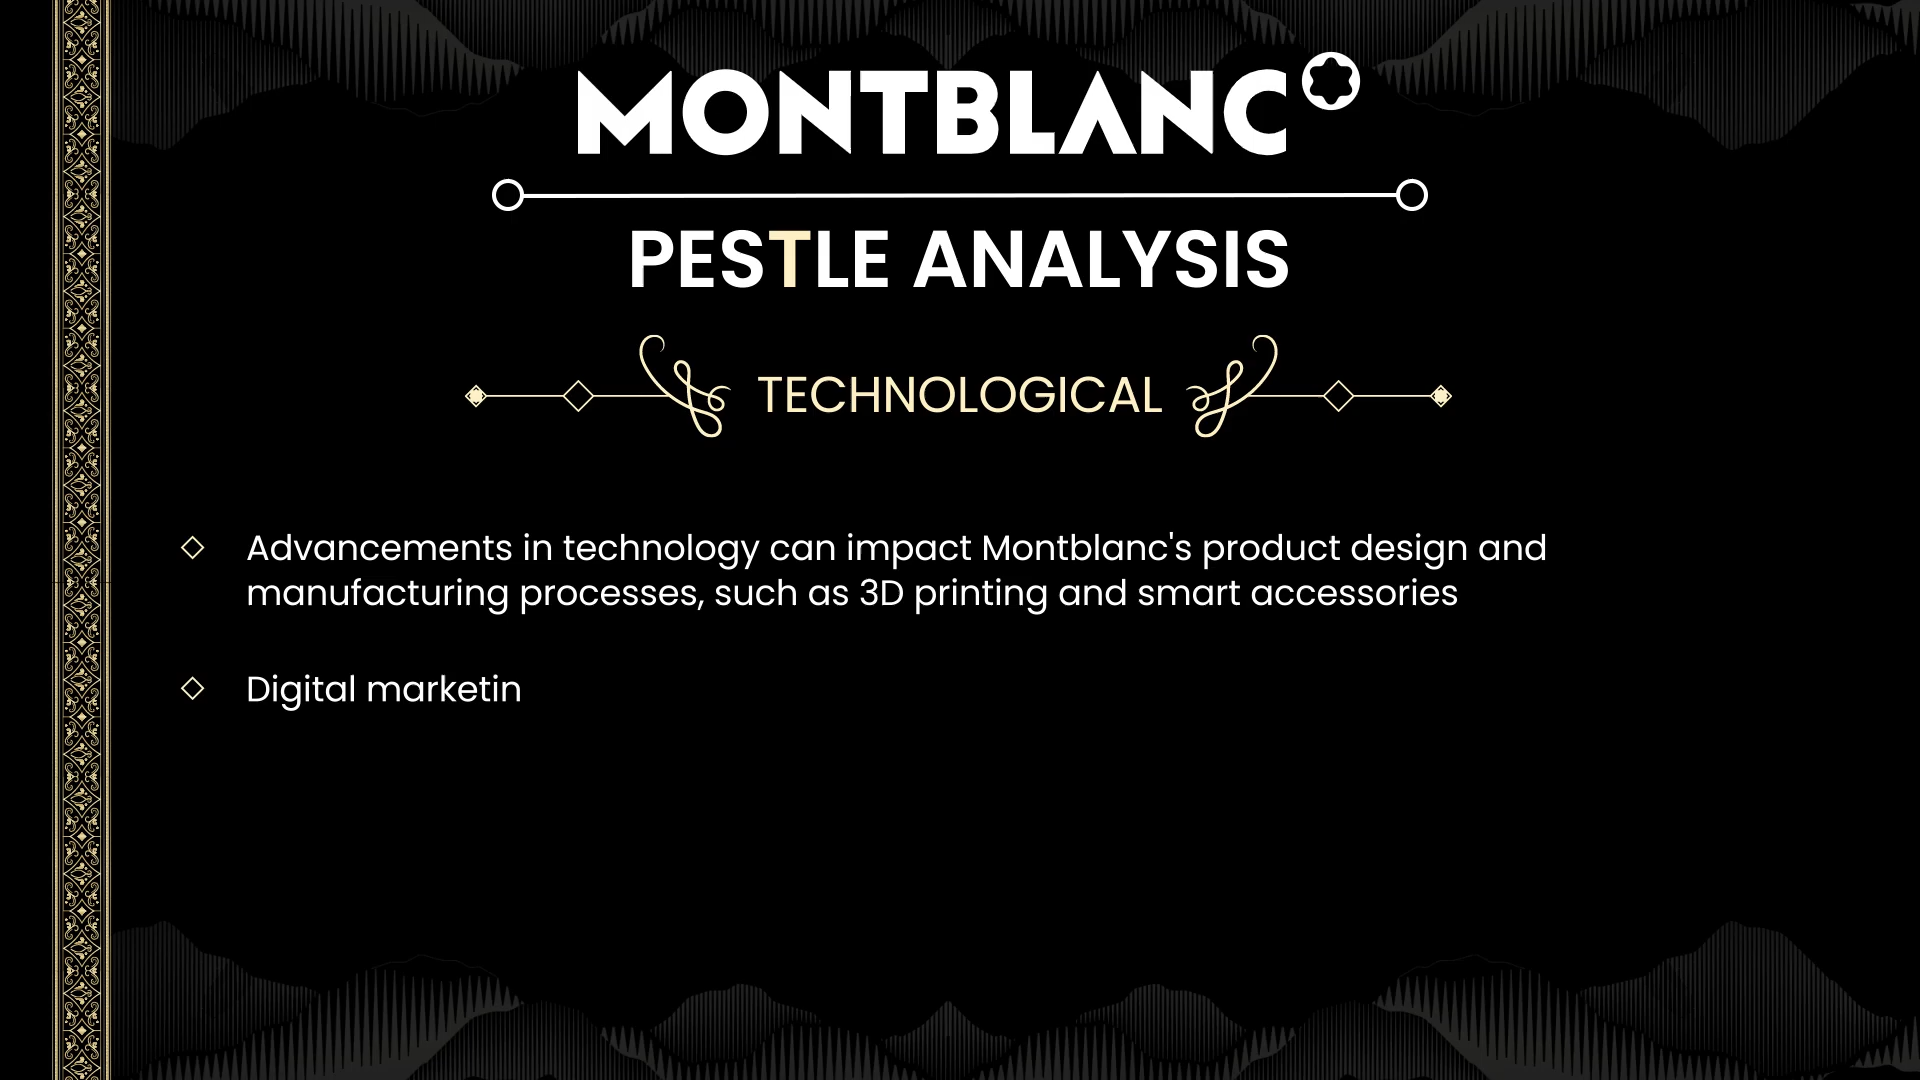 MONTBLANC
PESTLE ANALYSIS
TECHNOLOGICAL
Advancements in technology can impact Montblanc's product design and
manufacturing processes, such as 3D printing and smart accessories
Digital marketin